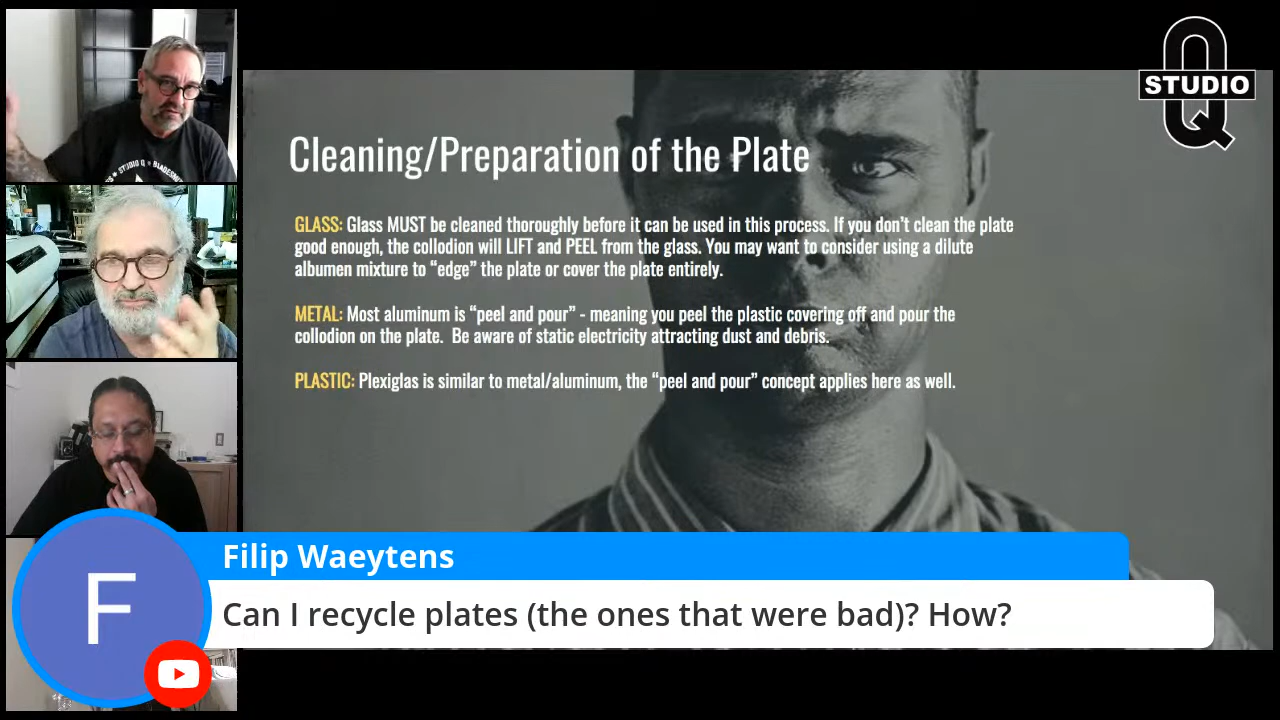 STUDIO
Q
Cleaning/Preparation of the Plate
GLASS: Glass MUST be cleaned thoroughly before it can be used in this process. If you don't clean the plate
good enough, the collodion will LIFT and PEEL from the glass. You may want to consider using a dilute
albumen mixture to “edge” the plate or cover the plate entirely.
METAL: Most aluminum is “peel and pour” - meaning you peel the plastic covering off and pour the
collodion on the plate. Be aware of static electricity attracting dust and debris.
PLASTIC: Plexiglas is similar to metal/aluminum, the “peel and pour” concept applies here as well.
STUDIO Q
F
Filip Waeytens
Can I recycle plates (the ones that were bad)? How?